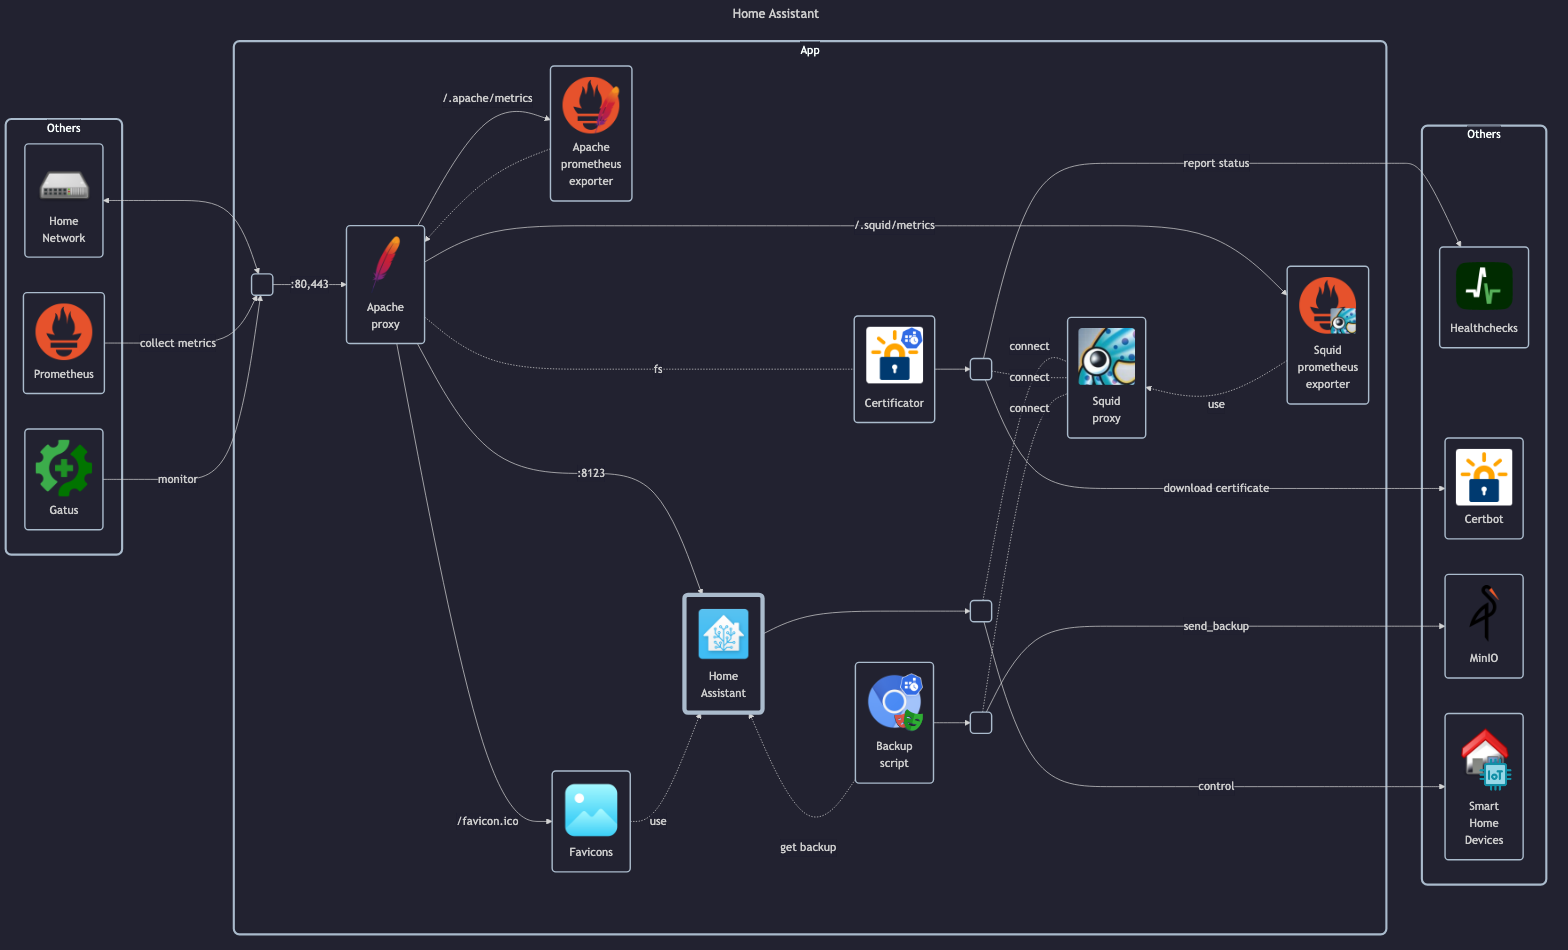 Home Assistant
App
Others
Home
Network
Prometheus
Gatus
collect metrics
monitor
:80,443
Apache
proxy
/.apache/metrics
Apache
prometheus
exporter
/.squid/metrics
fs
:8123
/favicon.ico
Favicons
use
Home
Assistant
get backup
Certificator
Backup
script
connect
connect
connect
Squid
proxy
use
Squid
prometheus
exporter
report status
download certificate
send_backup
control
Others
Healthchecks
Certbot
MinIO
IoT
Smart
Home
Devices